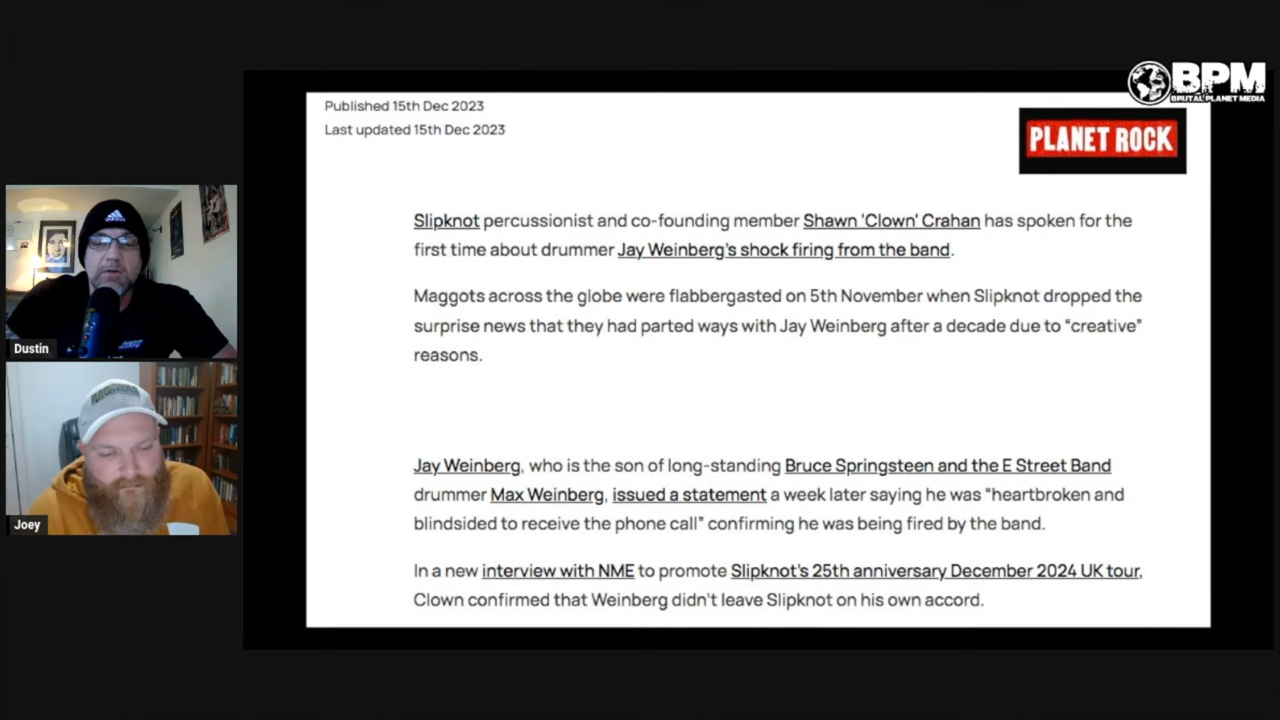 BPM
BRUTAL PLANET MEDIA
Published 15th Dec 2023
Last updated 15th Dec 2023
PLANET ROCK
Slipknot percussionist and co-founding member Shawn 'Clown' Crahan has spoken for the
first time about drummer Jay Weinberg's shock firing from the band.
Maggots across the globe were flabbergasted on 5th November when Slipknot dropped the
surprise news that they had parted ways with Jay Weinberg after a decade due to “creative”
reasons.
Jay Weinberg, who is the son of long-standing Bruce Springsteen and the E Street Band
drummer Max Weinberg, issued a statement a week later saying he was “heartbroken and
blindsided to receive the phone call” confirming he was being fired by the band.
In a new interview with NME to promote Slipknot's 25th anniversary December 2024 UK tour,
Clown confirmed that Weinberg didn't leave Slipknot on his own accord.
Dustin
Joey